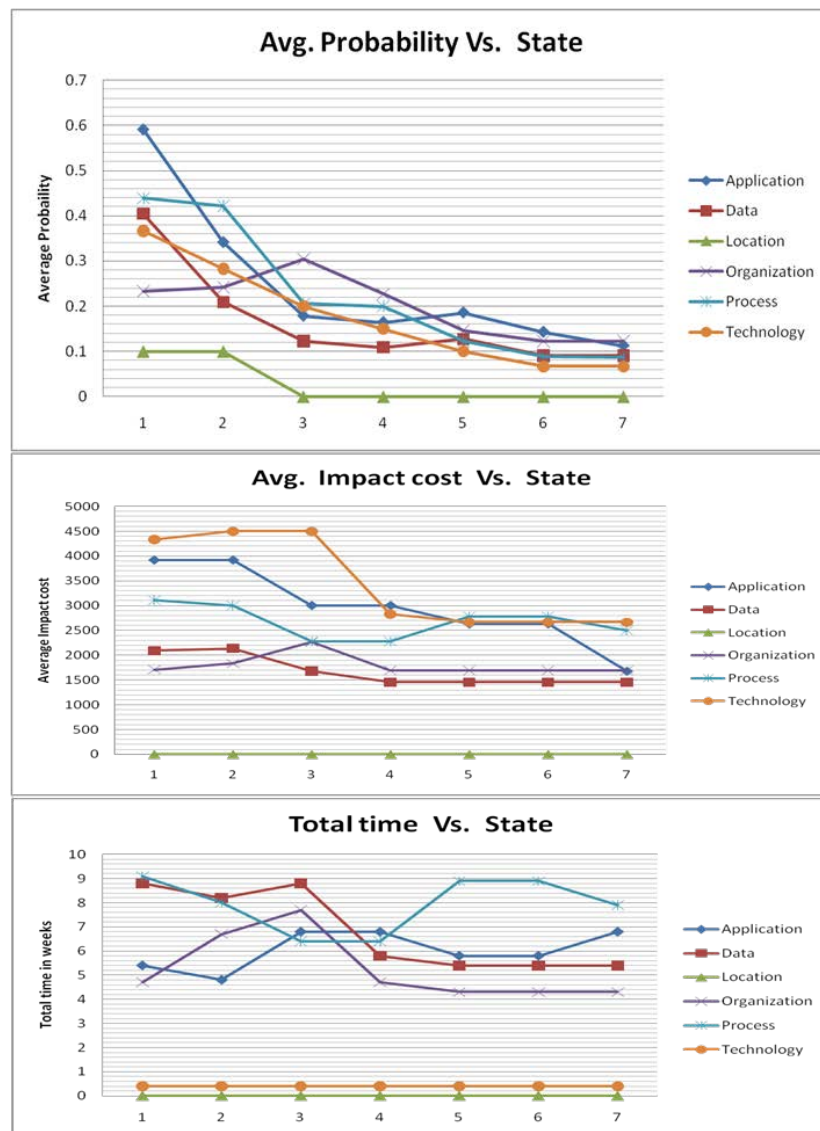 Avg. Probability Vs. State
Average Probaility
0.7
0.6
0.5
0.4
0.3
0.2
0.1
0
1 2 3 4 5 6 7
Application
Data
Location
Organization
Process
Technology
Avg. Impact cost Vs. State
Average Impact cost
5000
4500
4000
3500
3000
2500
2000
1500
1000
500
0
1 2 3 4 5 6 7
Application
Data
Location
Organization
Process
Technology
Total time Vs. State
Total time in weeks
10
9
8
7
6
5
4
3
2
1
0
1 2 3 4 5 6 7
Application
Data
Location
Organization
Process
Technology